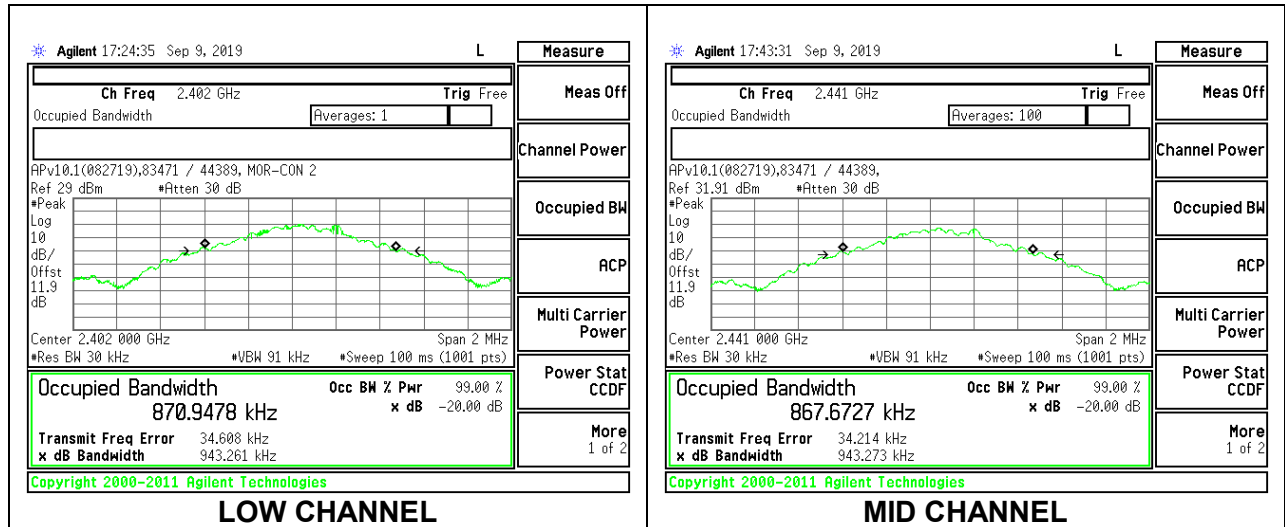 Agilent 17:24:35 Sep 9, 2019 L
Measure
Ch Freq 2.402 GHz Trig Free
Occupied Bandwidth Averages: 1
APv10.1(082719),83471 / 44389, MOR-CON 2
Ref 29 dBm #Atten 30 dB
#Peak
Log
10
dB/
Offst
11.9
dB
Center 2.402 000 GHz Span 2 MHz
#Res BW 30 kHz #VBW 91 kHz #Sweep 100 ms (1001 pts)
Occupied Bandwidth Occ BW % Pwr 99.00 %
870.9478 kHz x dB -20.00 dB
Transmit Freq Error 34.608 kHz
x dB Bandwidth 943.261 kHz
Meas Off
Channel Power
Occupied BW
ACP
Multi Carrier
Power
Power Stat
CCDF
More
1 of 2
Copyright 2000-2011 Agilent Technologies
LOW CHANNEL
Agilent 17:43:31 Sep 9, 2019 L
Measure
Ch Freq 2.441 GHz Trig Free
Occupied Bandwidth Averages: 100
APv10.1(082719),83471 / 44389,
Ref 31.91 dBm #Atten 30 dB
#Peak
Log
10
dB/
Offst
11.9
dB
Center 2.441 000 GHz Span 2 MHz
#Res BW 30 kHz #VBW 91 kHz #Sweep 100 ms (1001 pts)
Occupied Bandwidth Occ BW % Pwr 99.00 %
867.6727 kHz x dB -20.00 dB
Transmit Freq Error 34.214 kHz
x dB Bandwidth 943.273 kHz
Meas Off
Channel Power
Occupied BW
ACP
Multi Carrier
Power
Power Stat
CCDF
More
1 of 2
Copyright 2000-2011 Agilent Technologies
MID CHANNEL